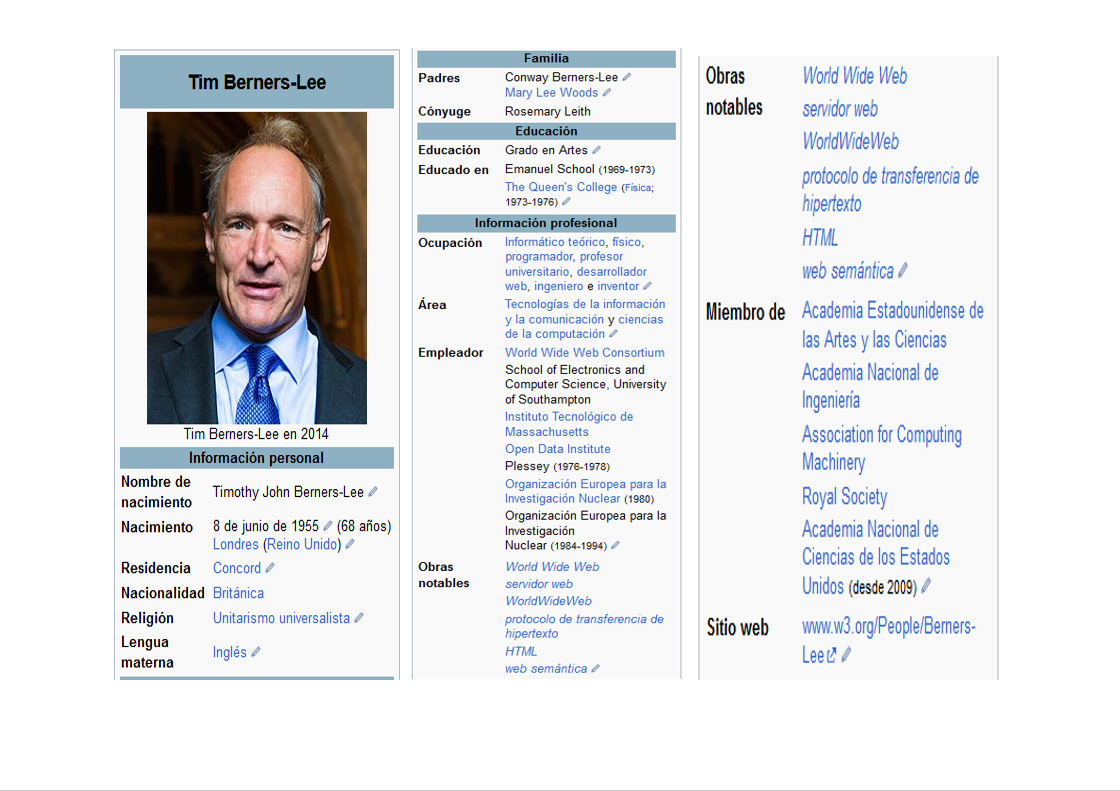 Tim Berners-Lee
Tim Berners-Lee en 2014
Información personal
Nombre de
nacimiento
Timothy John Berners-Lee
Nacimiento
8 de junio de 1955 (68 años)
Londres (Reino Unido)
Residencia Concord
Nacionalidad Británica
Religión Unitarismo universalista
Lengua
materna
Inglés
Familia
Padres Conway Berners-Lee
Mary Lee Woods
Cónyuge Rosemary Leith
Educación
Educación Grado en Artes
Educado en Emanuel School (1969-1973)
The Queen's College (Física;
1973-1976)
Información profesional
Ocupación Informático teórico, físico,
programador, profesor
universitario, desarrollador
web, ingeniero e inventor
Área Tecnologías de la información
y la comunicación y ciencias
de la computación
Empleador World Wide Web Consortium
School of Electronics and
Computer Science, University
of Southampton
Instituto Tecnológico de
Massachusetts
Open Data Institute
Plessey (1976-1978)
Organización Europea para la
Investigación Nuclear (1980)
Organización Europea para la
Investigación
Nuclear (1984-1994)
Obras World Wide Web
notables servidor web
WorldWideWeb
protocolo de transferencia de
hipertexto
HTML
web semántica
Obras World Wide Web
notables servidor web
WorldWideWeb
protocolo de transferencia de
hipertexto
HTML
web semántica
Miembro de Academia Estadounidense de
las Artes y las Ciencias
Academia Nacional de
Ingeniería
Association for Computing
Machinery
Royal Society
Academia Nacional de
Ciencias de los Estados
Unidos (desde 2009)
Sitio web www.w3.org/People/Berners-
Lee